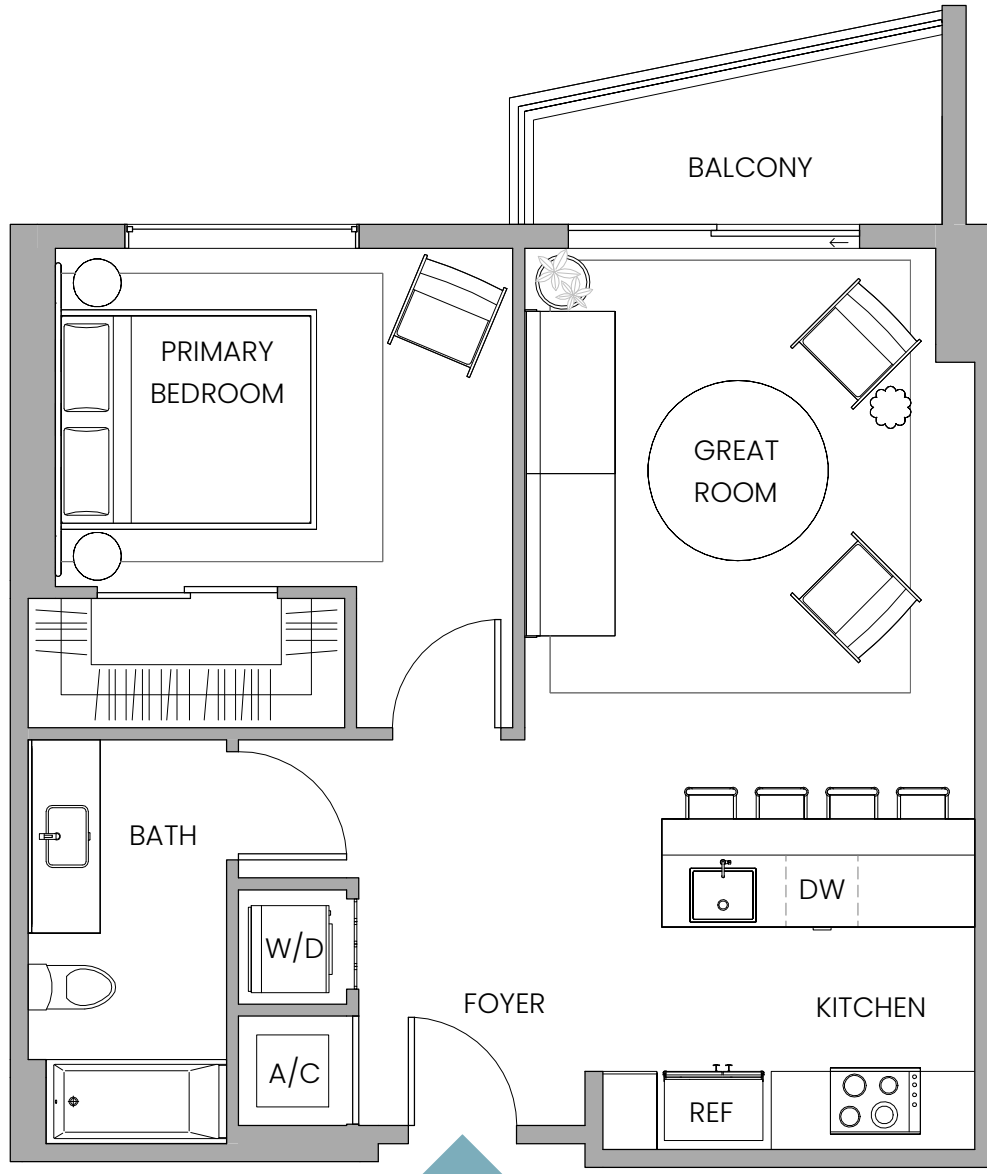 BALCONY
PRIMARY
BEDROOM
GREAT
ROOM
BATH
DW
W/D
FOYER
KITCHEN
A/C
REF